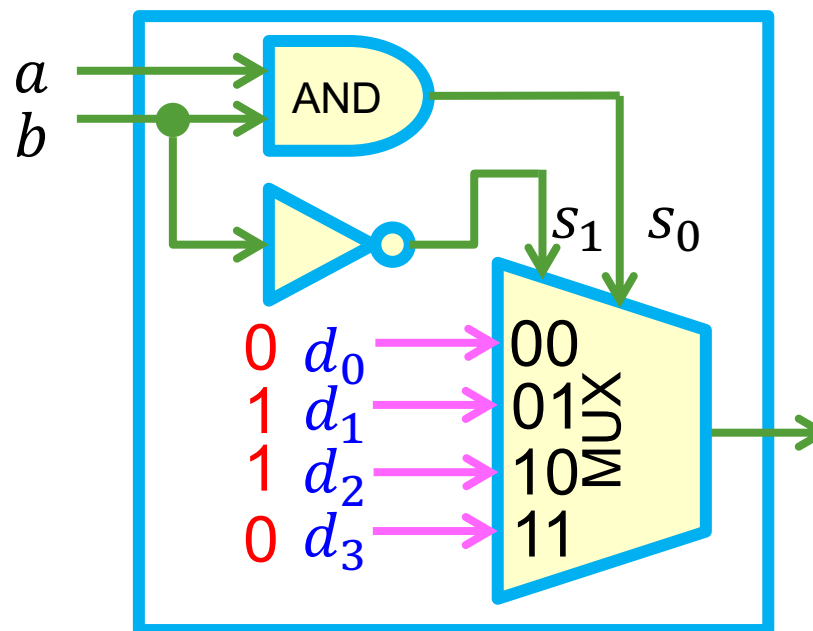 a
b
AND
s₁ s₀
0 d₀ 00
1 d₁ 01
1 d₂ 10
0 d₃ 11
MUX